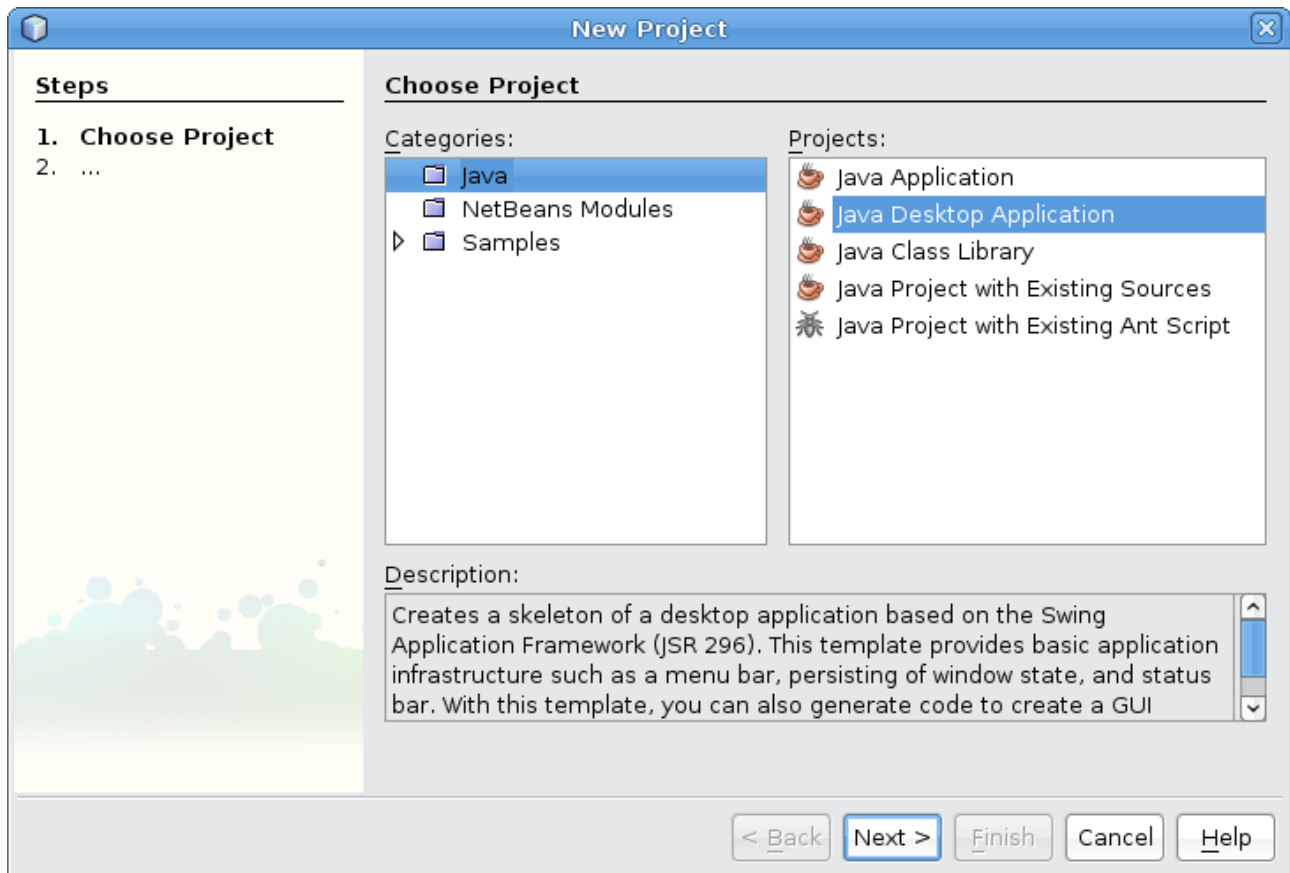 New Project
Steps
1. Choose Project
2. ...
Choose Project
Categories:
Java
NetBeans Modules
Samples
Projects:
Java Application
Java Desktop Application
Java Class Library
Java Project with Existing Sources
Java Project with Existing Ant Script
Description:
Creates a skeleton of a desktop application based on the Swing
Application Framework (JSR 296). This template provides basic application
infrastructure such as a menu bar, persisting of window state, and status
bar. With this template, you can also generate code to create a GUI
< Back
Next >
Finish
Cancel
Help